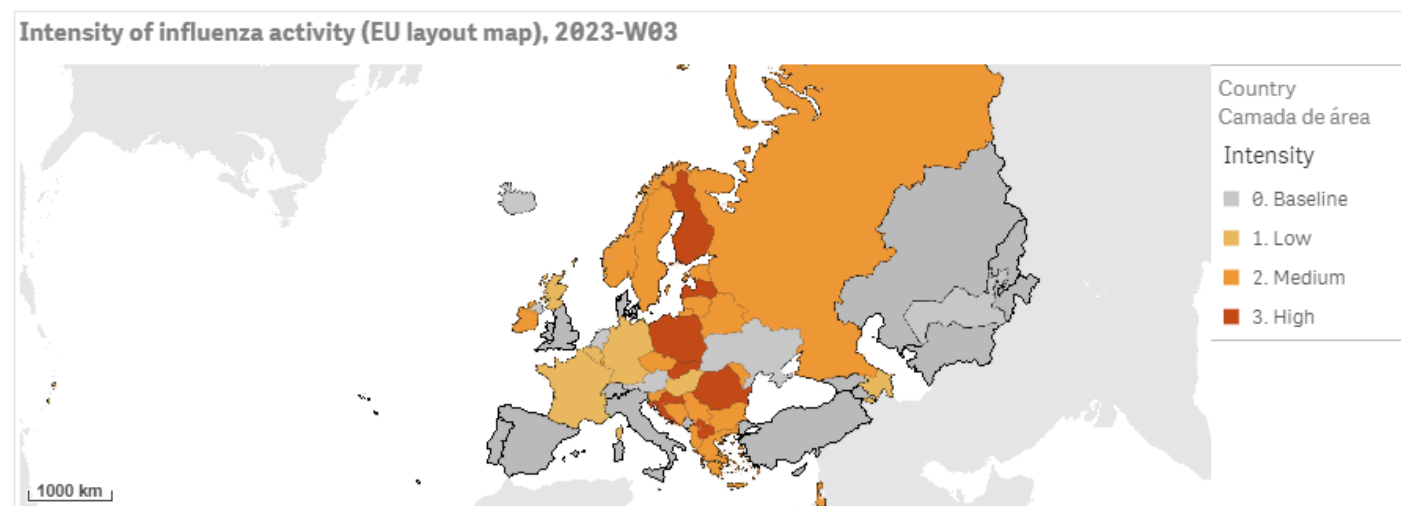 Intensity of influenza activity (EU layout map), 2023-W03
Country
Camada de área
Intensity
0. Baseline
1. Low
2. Medium
3. High
1000 km